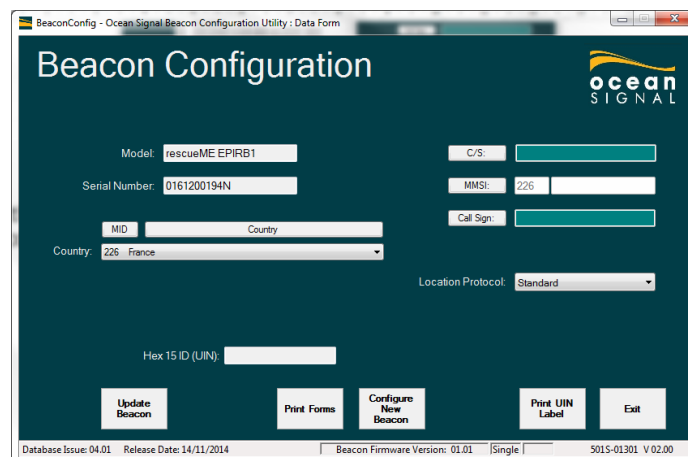 BeaconConfig - Ocean Signal Beacon Configuration Utility : Data Form
Beacon Configuration
ocean
SIGNAL
Model: rescueME EPIRB1
C/S:
Serial Number: 0161200194N
MMSI: 226
Call Sign:
MID Country
Country: 226 France
Location Protocol: Standard
Hex 15 ID (UIN):
Update
Beacon
Print Forms
Configure
New
Beacon
Print UIN
Label
Exit
Database Issue: 04.01 Release Date: 14/11/2014 Beacon Firmware Version: 01.01 Single 501S-01301 V 02.00